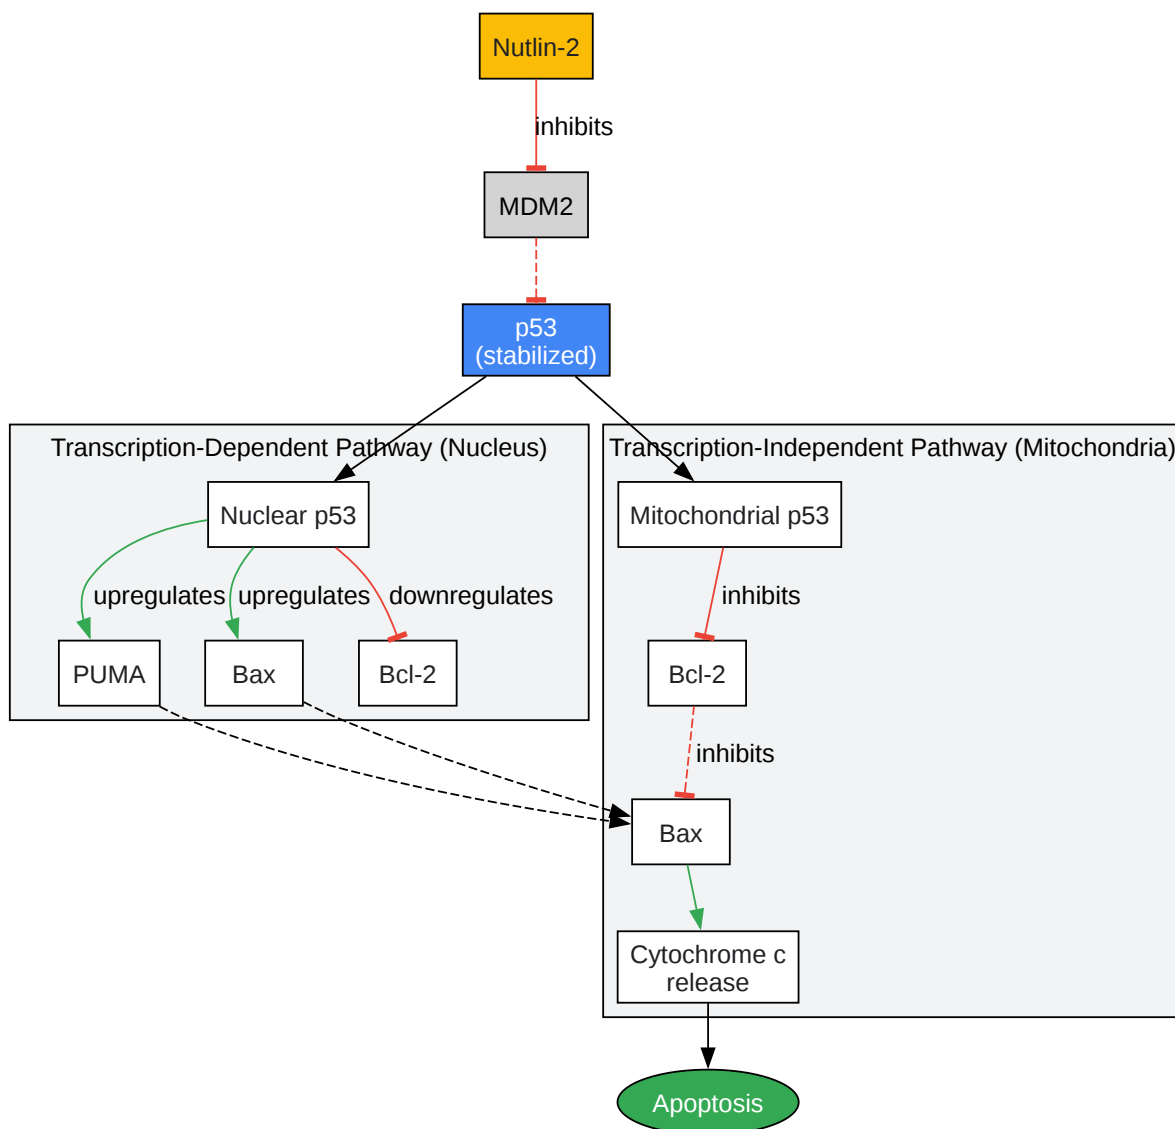 Nutlin-2
inhibits
MDM2
p53
(stabilized)
Transcription-Dependent Pathway (Nucleus)
Transcription-Independent Pathway (Mitochondria)
Nuclear p53
Mitochondrial p53
upregulates
upregulates
downregulates
inhibits
PUMA
Bax
Bcl-2
Bcl-2
inhibits
Bax
Cytochrome c
release
Apoptosis